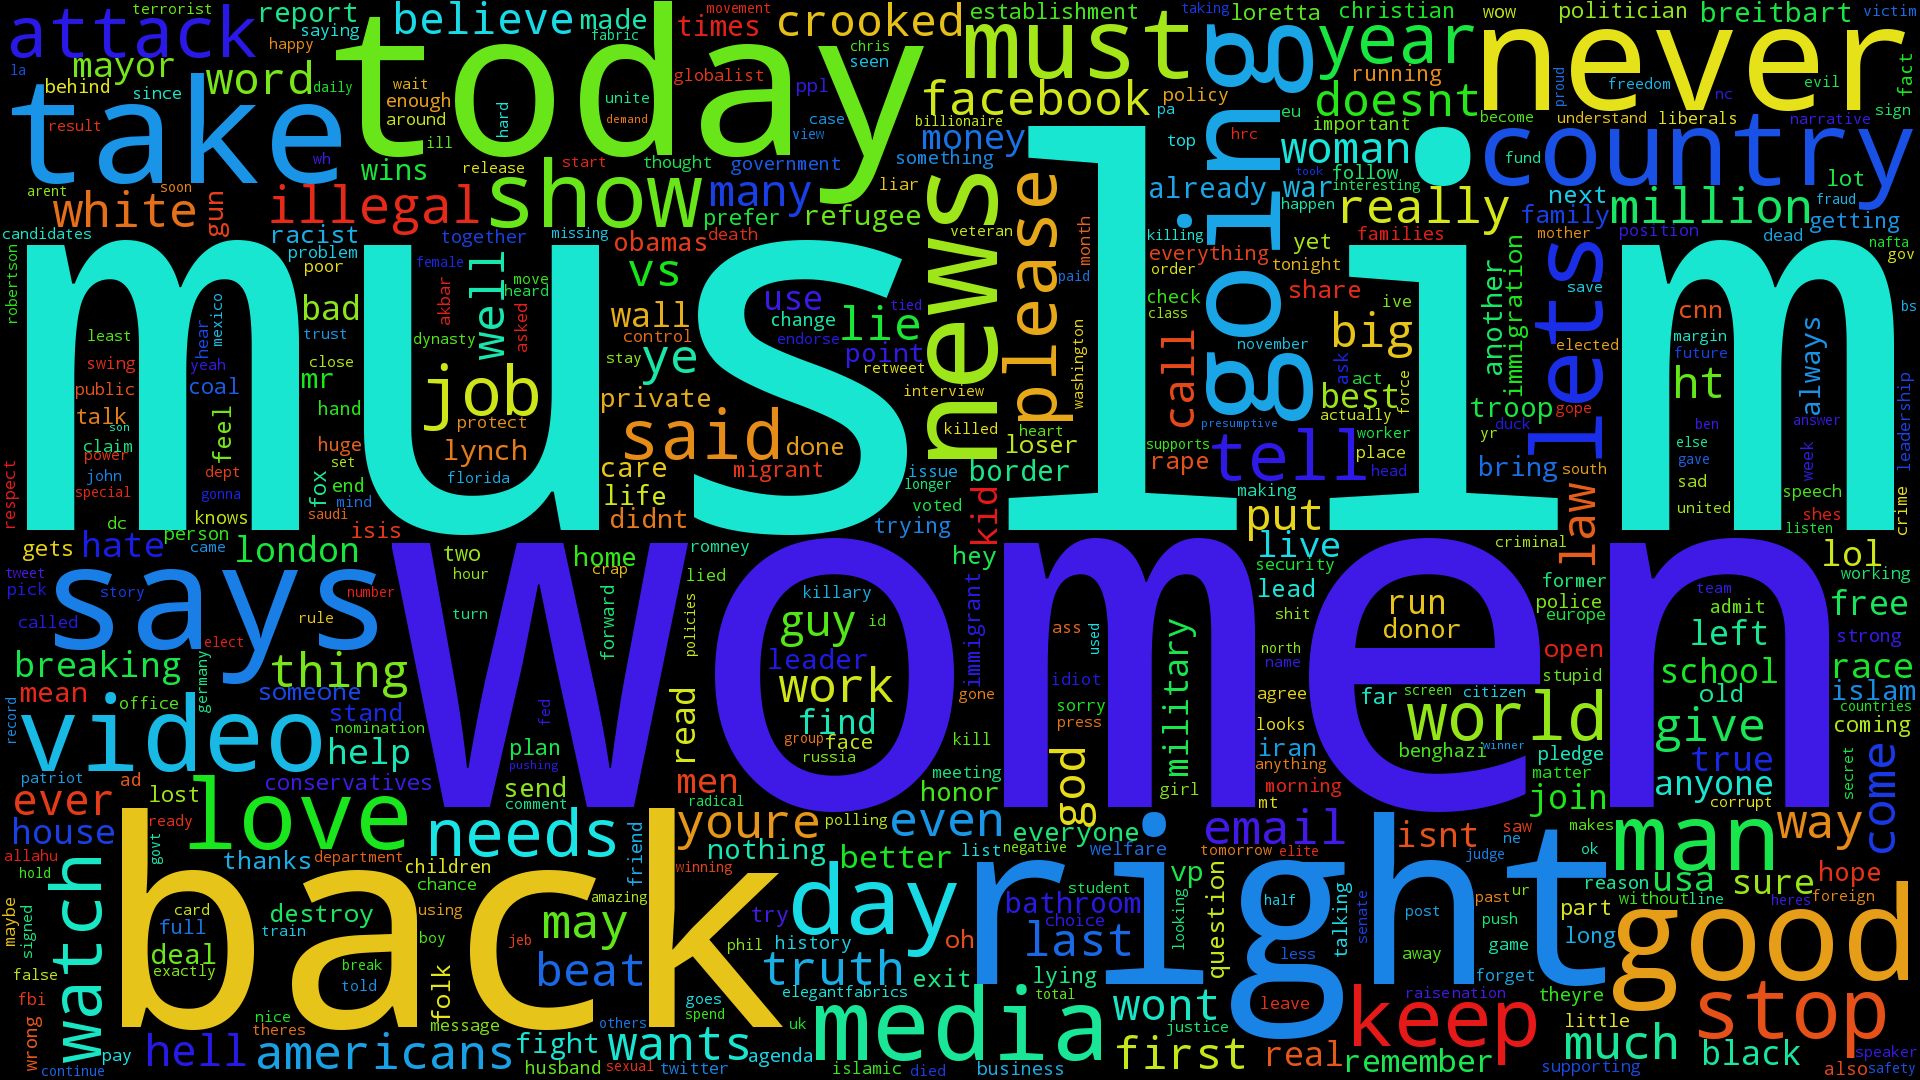 muslim
women
back
right
today
never
take
going
country
must
news
says
video
good
media
day
love
show
attack
please
said
job
tell
lets
world
man
keep
stop
watch
needs
year
doesnt
facebook
believe
crooked
word
mayor
white
illegal
many
money
woman
really
million
big
best
call
already
war
refugee
wins
report
made
times
establishment
loretta
christian
politician
breitbart
terrorist
saying
happy
movement
fabric
chris
seen
globalist
ppl
taking
wow
victim
fact
behind
since
daily
wait
enough
around
unite
demand
case
view
billionaire
running
policy
pa
eu
important
become
understand
liberals
proud
freedom
evil
nc
narrative
sign
result
wh
arent
soon
gun
ill
hard
release
start
thought
government
something
liar
top
hrc
took
follow
interesting
happen
fund
next
family
lot
fraud
getting
candidates
racist
problem
poor
together
missing
obamas
death
prefer
veteran
month
killing
everything
order
yet
tonight
families
another
immigration
mother
position
dead
nafta
gov
save
robertson
bad
trust
mexico
hear
yeah
least
swing
public
coal
mr
close
hand
feel
talk
claim
son
power
john
special
dept
gonna
dc
knows
person
came
respect
hate
gets
london
huge
fox
set
end
mind
saudi
isis
female
akbar
well
asked
move
heard
dynasty
protect
lynch
florida
vs
wall
control
stay
ye
private
care
life
didnt
migrant
done
use
change
endorse
tied
lie
point
retweet
interview
killed
issue
longer
voted
trying
border
loser
heart
paid
washington
kid
check
class
share
november
rape
supports
presumptive
making
put
live
security
ive
ask
act
actually
force
worker
place
head
troop
gope
yr
duck
bring
south
law
elected
cnn
margin
future
ht
always
bs
ben
else
gave
sad
week
answer
leadership
united
speech
shes
listen
crime
criminal
lol
working
former
police
europe
team
admit
free
left
strong
school
race
old
islam
countries
coming
give
true
anyone
corrupt
secret
come
open
stupid
far
screen
citizen
benghazi
winner
pledge
matter
join
run
donor
lead
shit
north
name
agree
looks
iran
anything
morning
mt
email
military
girl
god
ass
used
idiot
sorry
press
immigrant
gone
kill
meeting
honor
killary
id
guy
leader
work
find
group
face
russia
romney
lied
policies
read
men
radical
two
hour
turn
home
crap
forward
fed
plan
pushing
send
comment
tweet
pick
story
number
called
rule
elect
breaking
mean
office
germany
thing
someone
stand
nomination
help
record
patriot
ad
conservatives
ever
lost
house
ready
govt
allahu
hold
thanks
department
children
chance
friend
youre
polling
even
nothing
winning
better
list
everyone
negative
welfare
tomorrow
elite
isnt
saw
ne
judge
makes
ok
way
hope
usa
sure
reason
without
line
heres
foreign
part
long
maybe
signed
card
full
deal
exactly
false
fbi
wrong
pay
continue
destroy
train
break
told
using
boy
folk
jeb
may
amazing
beat
try
phil
history
truth
oh
exit
bathroom
student
choice
last
lying
vp
looking
question
half
less
talking
senate
past
ur
post
push
away
game
forget
nice
theres
hell
americans
message
fight
husband
others
wants
sexual
twitter
goes
spend
uk
agenda
elegantfabrics
islamic
died
business
total
wont
justice
first
leave
real
raisenation
remember
theyre
little
much
supporting
black
also
speaker
safety
la